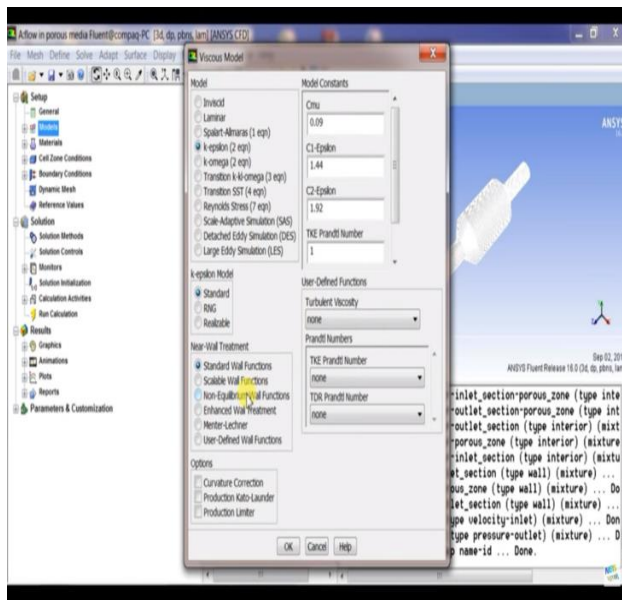 A:flow in porous media Fluent@compaq-PC [3d, dp, pbns, lam] [ANSYS CFD]
File Mesh Define Solve Adapt Surface Display
Setup
General
Models
Materials
Cell Zone Conditions
Boundary Conditions
Dynamic Mesh
Reference Values
Solution
Solution Methods
Solution Controls
Monitors
Solution Initialization
Calculation Activities
Run Calculation
Results
Graphics
Animations
Plots
Reports
Parameters & Customization
Viscous Model
X
Model
Inviscid
Laminar
Spalart-Allmaras (1 eqn)
k-epsilon (2 eqn)
k-omega (2 eqn)
Transition k-kl-omega (3 eqn)
Transition SST (4 eqn)
Reynolds Stress (7 eqn)
Scale-Adaptive Simulation (SAS)
Detached Eddy Simulation (DES)
Large Eddy Simulation (LES)
k-epsilon Model
Standard
RNG
Realizable
Near-Wall Treatment
Standard Wall Functions
Scalable Wall Functions
Non-Equilibrium Wall Functions
Enhanced Wall Treatment
Menter-Lechner
User-Defined Wall Functions
Options
Curvature Correction
Production Kato-Launder
Production Limiter
Model Constants
Cmu
0.09
C1-Epsilon
1.44
C2-Epsilon
1.92
TKE Prandtl Number
1
User-Defined Functions
Turbulent Viscosity
none
Prandtl Numbers
TKE Prandtl Number
none
TDR Prandtl Number
none
OK Cancel Help
ANSYS
Sep 02, 201
ANSYS Fluent Release 16.0 (3d, dp, pbns, lam
-inlet_section-porous_zone (type inte
-outlet_section-porous_zone (type int
-outlet_section (type interior) (mixt
-porous_zone (type interior) (mixture
-inlet_section (type interior) (mixtu
et_section (type wall) (mixture) ...
ous_zone (type wall) (mixture) ... Do
let_section (type wall) (mixture) ...
ype velocity-inlet) (mixture) ... Don
type pressure-outlet) (mixture) ... D
p name-id ... Done.